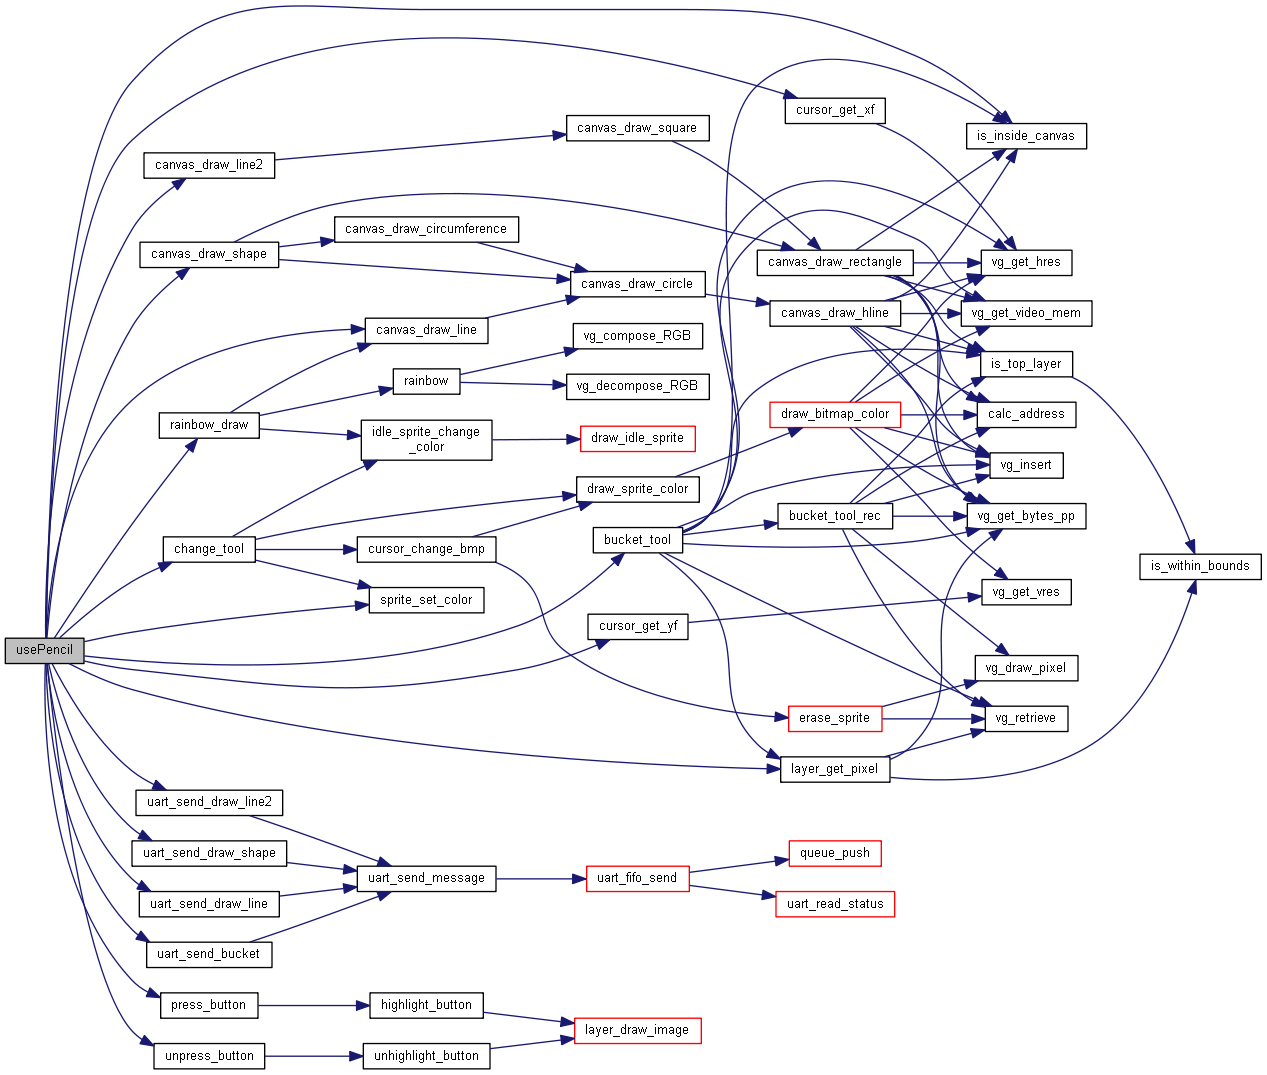 usePencil
canvas_draw_line2
canvas_draw_shape
rainbow_draw
change_tool
uart_send_draw_line2
uart_send_draw_shape
uart_send_draw_line
uart_send_bucket
press_button
unpress_button
canvas_draw_circumference
canvas_draw_line
rainbow
idle_sprite_change
_color
cursor_change_bmp
sprite_set_color
uart_send_message
highlight_button
unhighlight_button
canvas_draw_square
canvas_draw_circle
vg_compose_RGB
vg_decompose_RGB
draw_idle_sprite
draw_sprite_color
bucket_tool
cursor_get_yf
uart_fifo_send
layer_draw_image
cursor_get_xf
canvas_draw_rectangle
canvas_draw_hline
draw_bitmap_color
bucket_tool_rec
erase_sprite
layer_get_pixel
queue_push
uart_read_status
is_inside_canvas
vg_get_hres
vg_get_video_mem
is_top_layer
calc_address
vg_insert
vg_get_bytes_pp
vg_get_vres
vg_draw_pixel
vg_retrieve
is_within_bounds